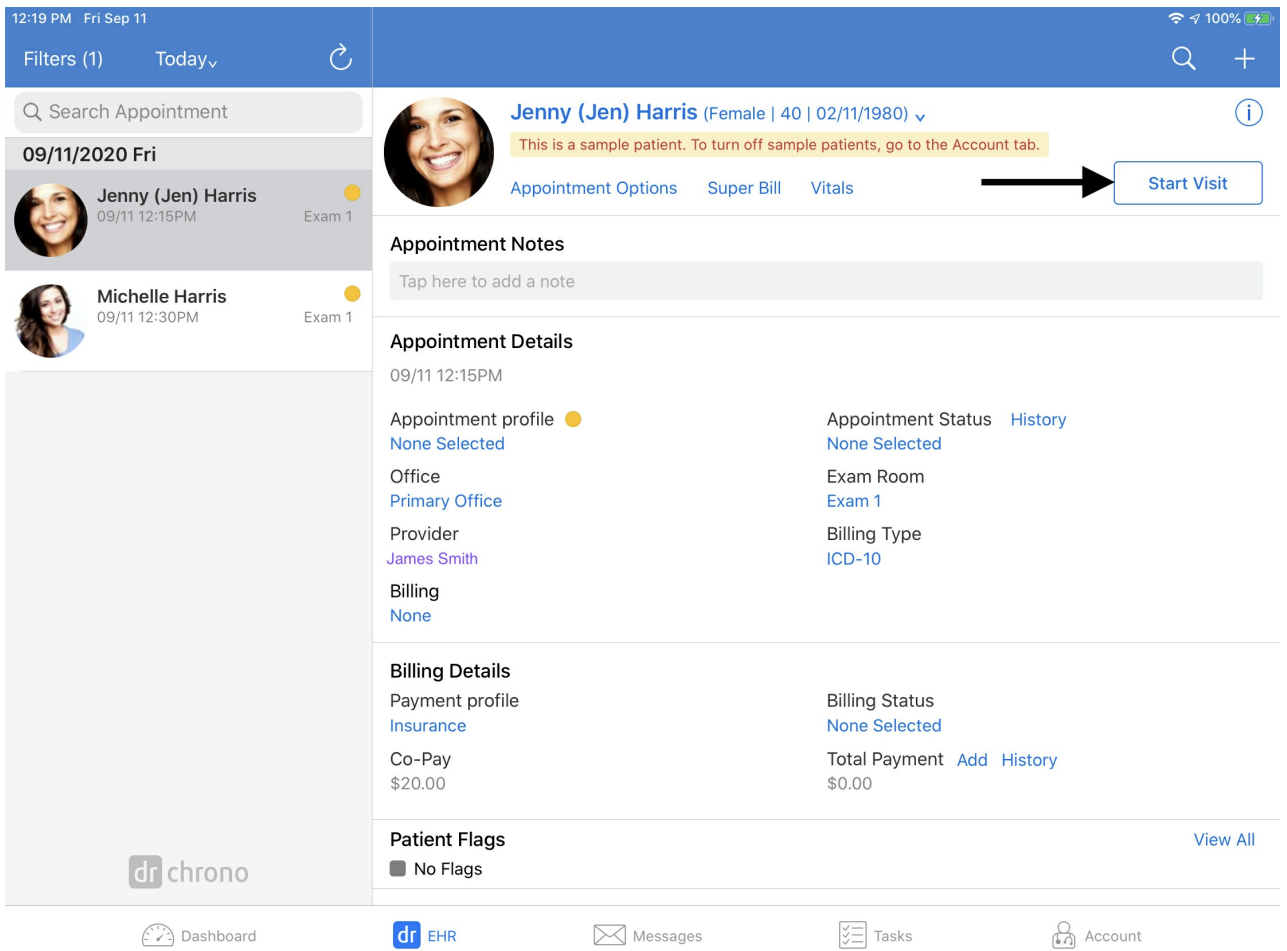 12:19 PM Fri Sep 11
100%
Filters (1) Today
Search Appointment
09/11/2020 Fri
Jenny (Jen) Harris
09/11 12:15PM Exam 1
Michelle Harris
09/11 12:30PM Exam 1
dr chrono
Jenny (Jen) Harris (Female | 40 | 02/11/1980)
This is a sample patient. To turn off sample patients, go to the Account tab.
Appointment Options Super Bill Vitals
Start Visit
Appointment Notes
Tap here to add a note
Appointment Details
09/11 12:15PM
Appointment profile Appointment Status History
None Selected None Selected
Office Exam Room
Primary Office Exam 1
Provider Billing Type
James Smith ICD-10
Billing
None
Billing Details
Payment profile Billing Status
Insurance None Selected
Co-Pay Total Payment Add History
$20.00 $0.00
Patient Flags View All
No Flags
Dashboard dr EHR Messages Tasks Account